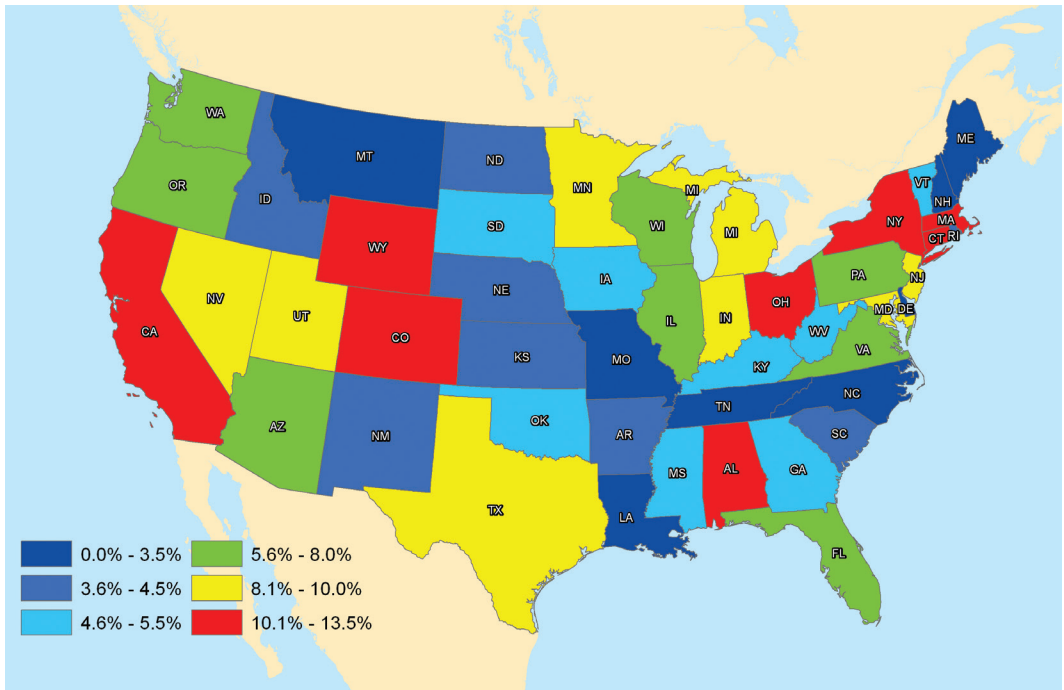 WA
MT
ND
ME
MN
MI
VT
NH
OR
ID
WI
MI
NY
MA
SD
CT
RI
WY
IA
PA
NJ
NE
NV
UT
IL
IN
OH
MD
DE
CA
CO
WV
VA
KS
MO
KY
NC
TN
AZ
NM
OK
AR
SC
MS
AL
GA
TX
LA
FL
0.0% - 3.5%
3.6% - 4.5%
4.6% - 5.5%
5.6% - 8.0%
8.1% - 10.0%
10.1% - 13.5%